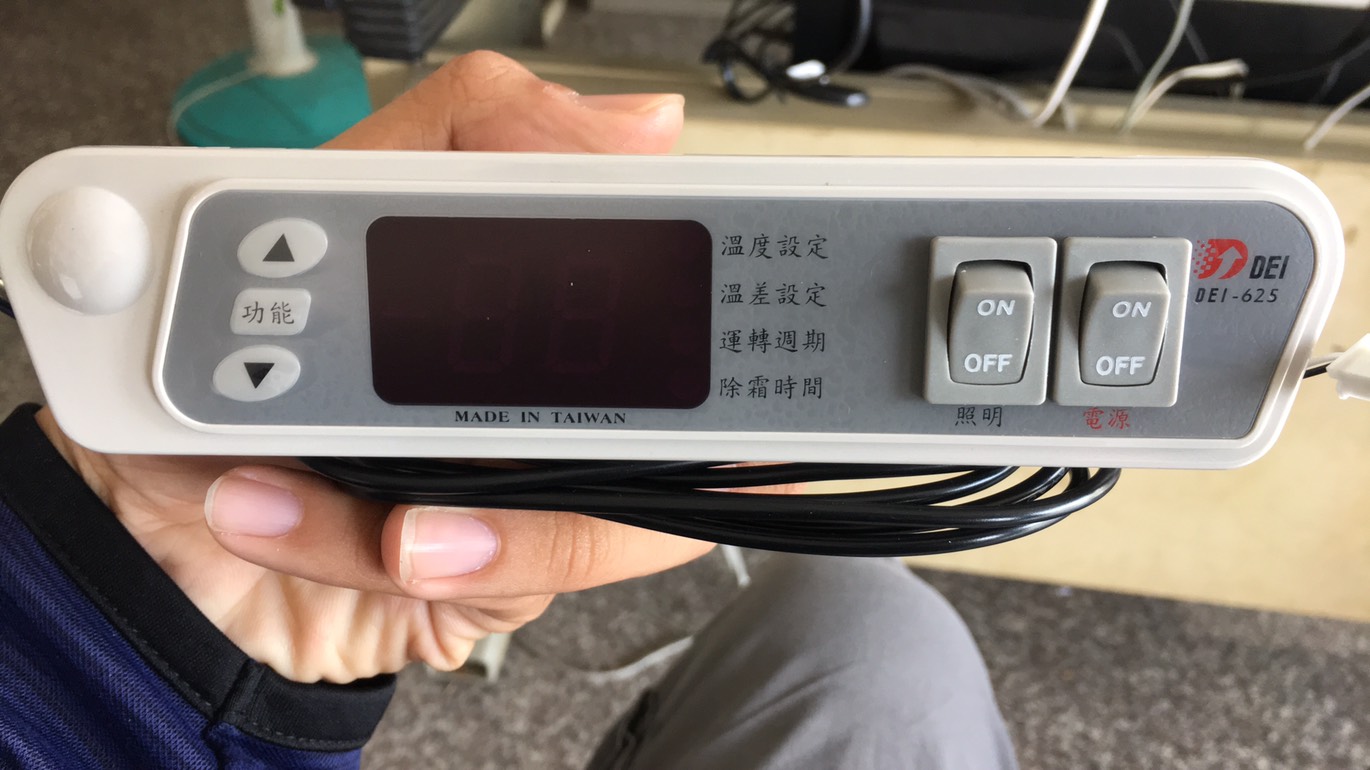 ▲
功能
▼
溫度設定
溫差設定
運轉週期
除霜時間
MADE IN TAIWAN
ON
OFF
照明
ON
OFF
電源
DEI
DEI-625